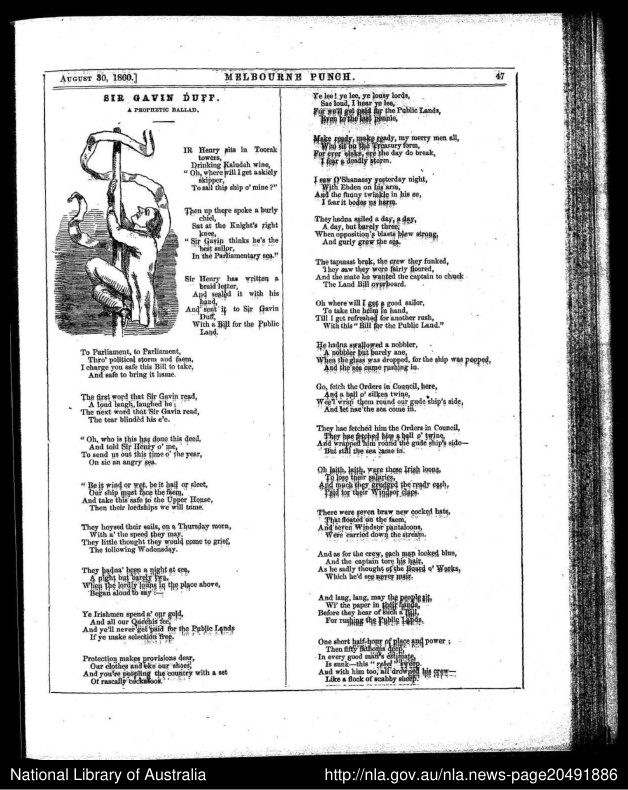 AUGUST 30, 1860.]
MELBOURNE PUNCH.
47
SIR GAVIN DUFF.
A PROPHETIC BALLAD.
IR Henry sits in Toorak
towers,
Drinking Kaludah wine,
"Oh, where will I get a skiely
skipper,
To sail this ship o' mine?"
Then up there spoke a burly
chiel,
Sat at the Knight's right
knee,
"Sir Gavin thinks he's the
best sailor,
In the Parliamentary sea."
Sir Henry has written a
braid letter,
And sealed it with his
hand,
And sent it to Sir Gavin
Duff,
With a Bill for the Public
Land.
To Parliament, to Parliament,
Thro' political storm and faem,
I charge you safe this Bill to take,
And safe to bring it hame.
The first word that Sir Gavin read,
A loud laugh, laughed he;
The next word that Sir Gavin read,
The tear blinded his e'e.
"Oh, who is this has done this deed,
And told Sir Henry o' me,
To send us out this time o' the year,
On sic an angry sea.
"Be it wind or wet, be it hail or sleet,
Our ship must face the faem,
And take this safe to the Upper House,
Then their lordships we will tame.
They hoysed their sails, on a Thursday morn,
With a' the speed they may,
They little thought they would come to grief,
The following Wodensday.
They hadna' been a night at sea,
A night but barely twa,
When the lordly louns in the place above,
Began aloud to say:—
Ye Irishmen spend a' our gold,
And all our Queenis fee,
And ye'll never get paid for the Public Lands
If ye make selection free.
Protection makes provisions dear,
Our clothes and eke our shoes,
And you're peopling the country with a set
Of rascally cockatoos.
Ye lee! ye lee, ye lousy lords,
Sae loud, I hear ye lee,
For we'll get paid for the Public Lands,
Even to the last pennie,
Make ready, make ready, my merry men all,
Who sit on the Treasury form,
For ever alake, ere the day do break,
I fear a deadly storm.
I saw O'Shanassy yesterday night,
With Ebden on his arm,
And the funny twinkle in his ee,
I fear it bodes us harm.
They hadna sailed a day, a day,
A day, but barely three,
When opposition's blasts blew strong,
And gurly grew the sea.
The tapmast brak, the crew they funked,
They saw they were fairly floored,
And the mate he wanted the captain to chuck
The Land Bill overboard.
Oh where will I get a good sailor,
To take the helm in hand,
Till I get refreshed for another rush,
With this "Bill for the Public Land."
He hadna swallowed a nobbler,
A nobbler but barely ane,
When the glass was dropped, for the ship was pooped,
And the sea came rushing in.
Go, fetch the Orders in Council, here,
And a ball o' silken twine,
We'll wrap them round our gude ship's side,
And let nae the sea come in.
They hae fetched him the Orders in Council,
They hae fetched him a ball o' twine,
And wrapped him round the gude ship's side—
But still the sea came in.
Oh laith, laith, were these Irish loons,
To lose their salaries,
And much they grudged the ready cash,
Paid for their Windsor claes.
There were seven braw new cocked hats,
That floated on the faem,
And seven Windsor pantaloons,
Were carried down the stream.
And as for the crew, each man looked blue,
And the captain tore his hair,
As he sadly thought of the Board o' Works,
Which he'd see never mair.
And lang, lang, may the people sit,
Wi' the paper in their hands,
Before they hear of such a Bill,
For rushing the Public Lands.
One short half-hour of place and power;
Then fifty fathoms deep,
In every good man's estimate,
Is sunk—this "rebel"
And with him too, all drowned his crew—
Like a flock of scabby sheep.
National Library of Australia
http://nla.gov.au/nla.news-page20491886